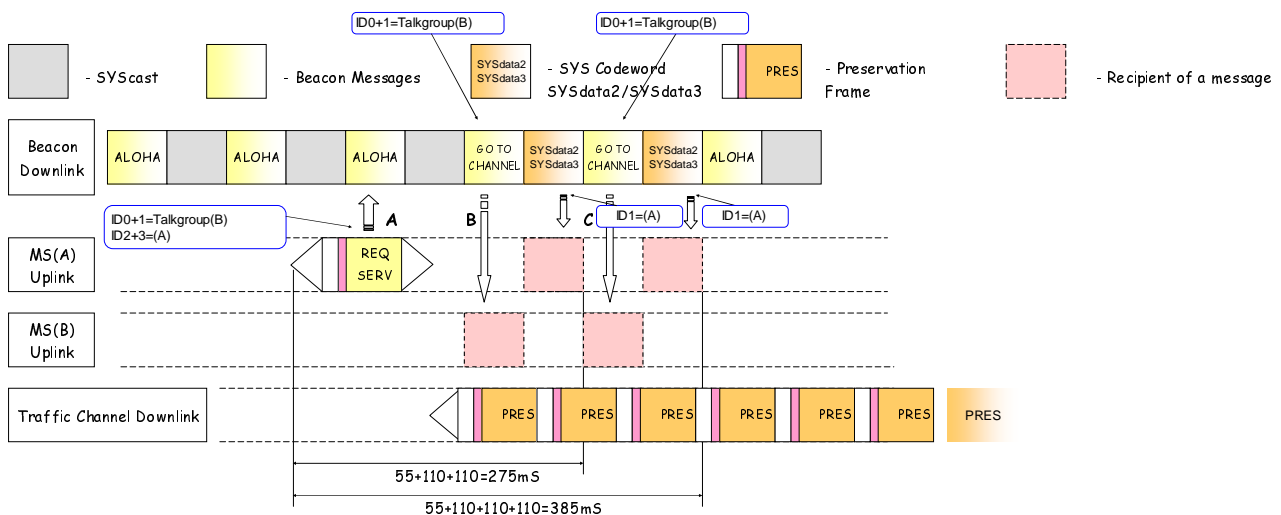 ID0+1=Talkgroup(B)
ID0+1=Talkgroup(B)
- SYScast
- Beacon Messages
SYSdata2
SYSdata3
- SYS Codeword
SYSdata2/SYSdata3
PRES
- Preservation
Frame
- Recipient of a message
Beacon
Downlink
ALOHA
ALOHA
ALOHA
GO TO
CHANNEL
SYSdata2
SYSdata3
GO TO
CHANNEL
SYSdata2
SYSdata3
ALOHA
ID0+1=Talkgroup(B)
ID2+3=(A)
A
B
C
ID1=(A)
ID1=(A)
MS(A)
Uplink
REQ
SERV
MS(B)
Uplink
Traffic Channel Downlink
PRES
PRES
PRES
PRES
PRES
PRES
PRES
55+110+110=275mS
55+110+110+110=385mS